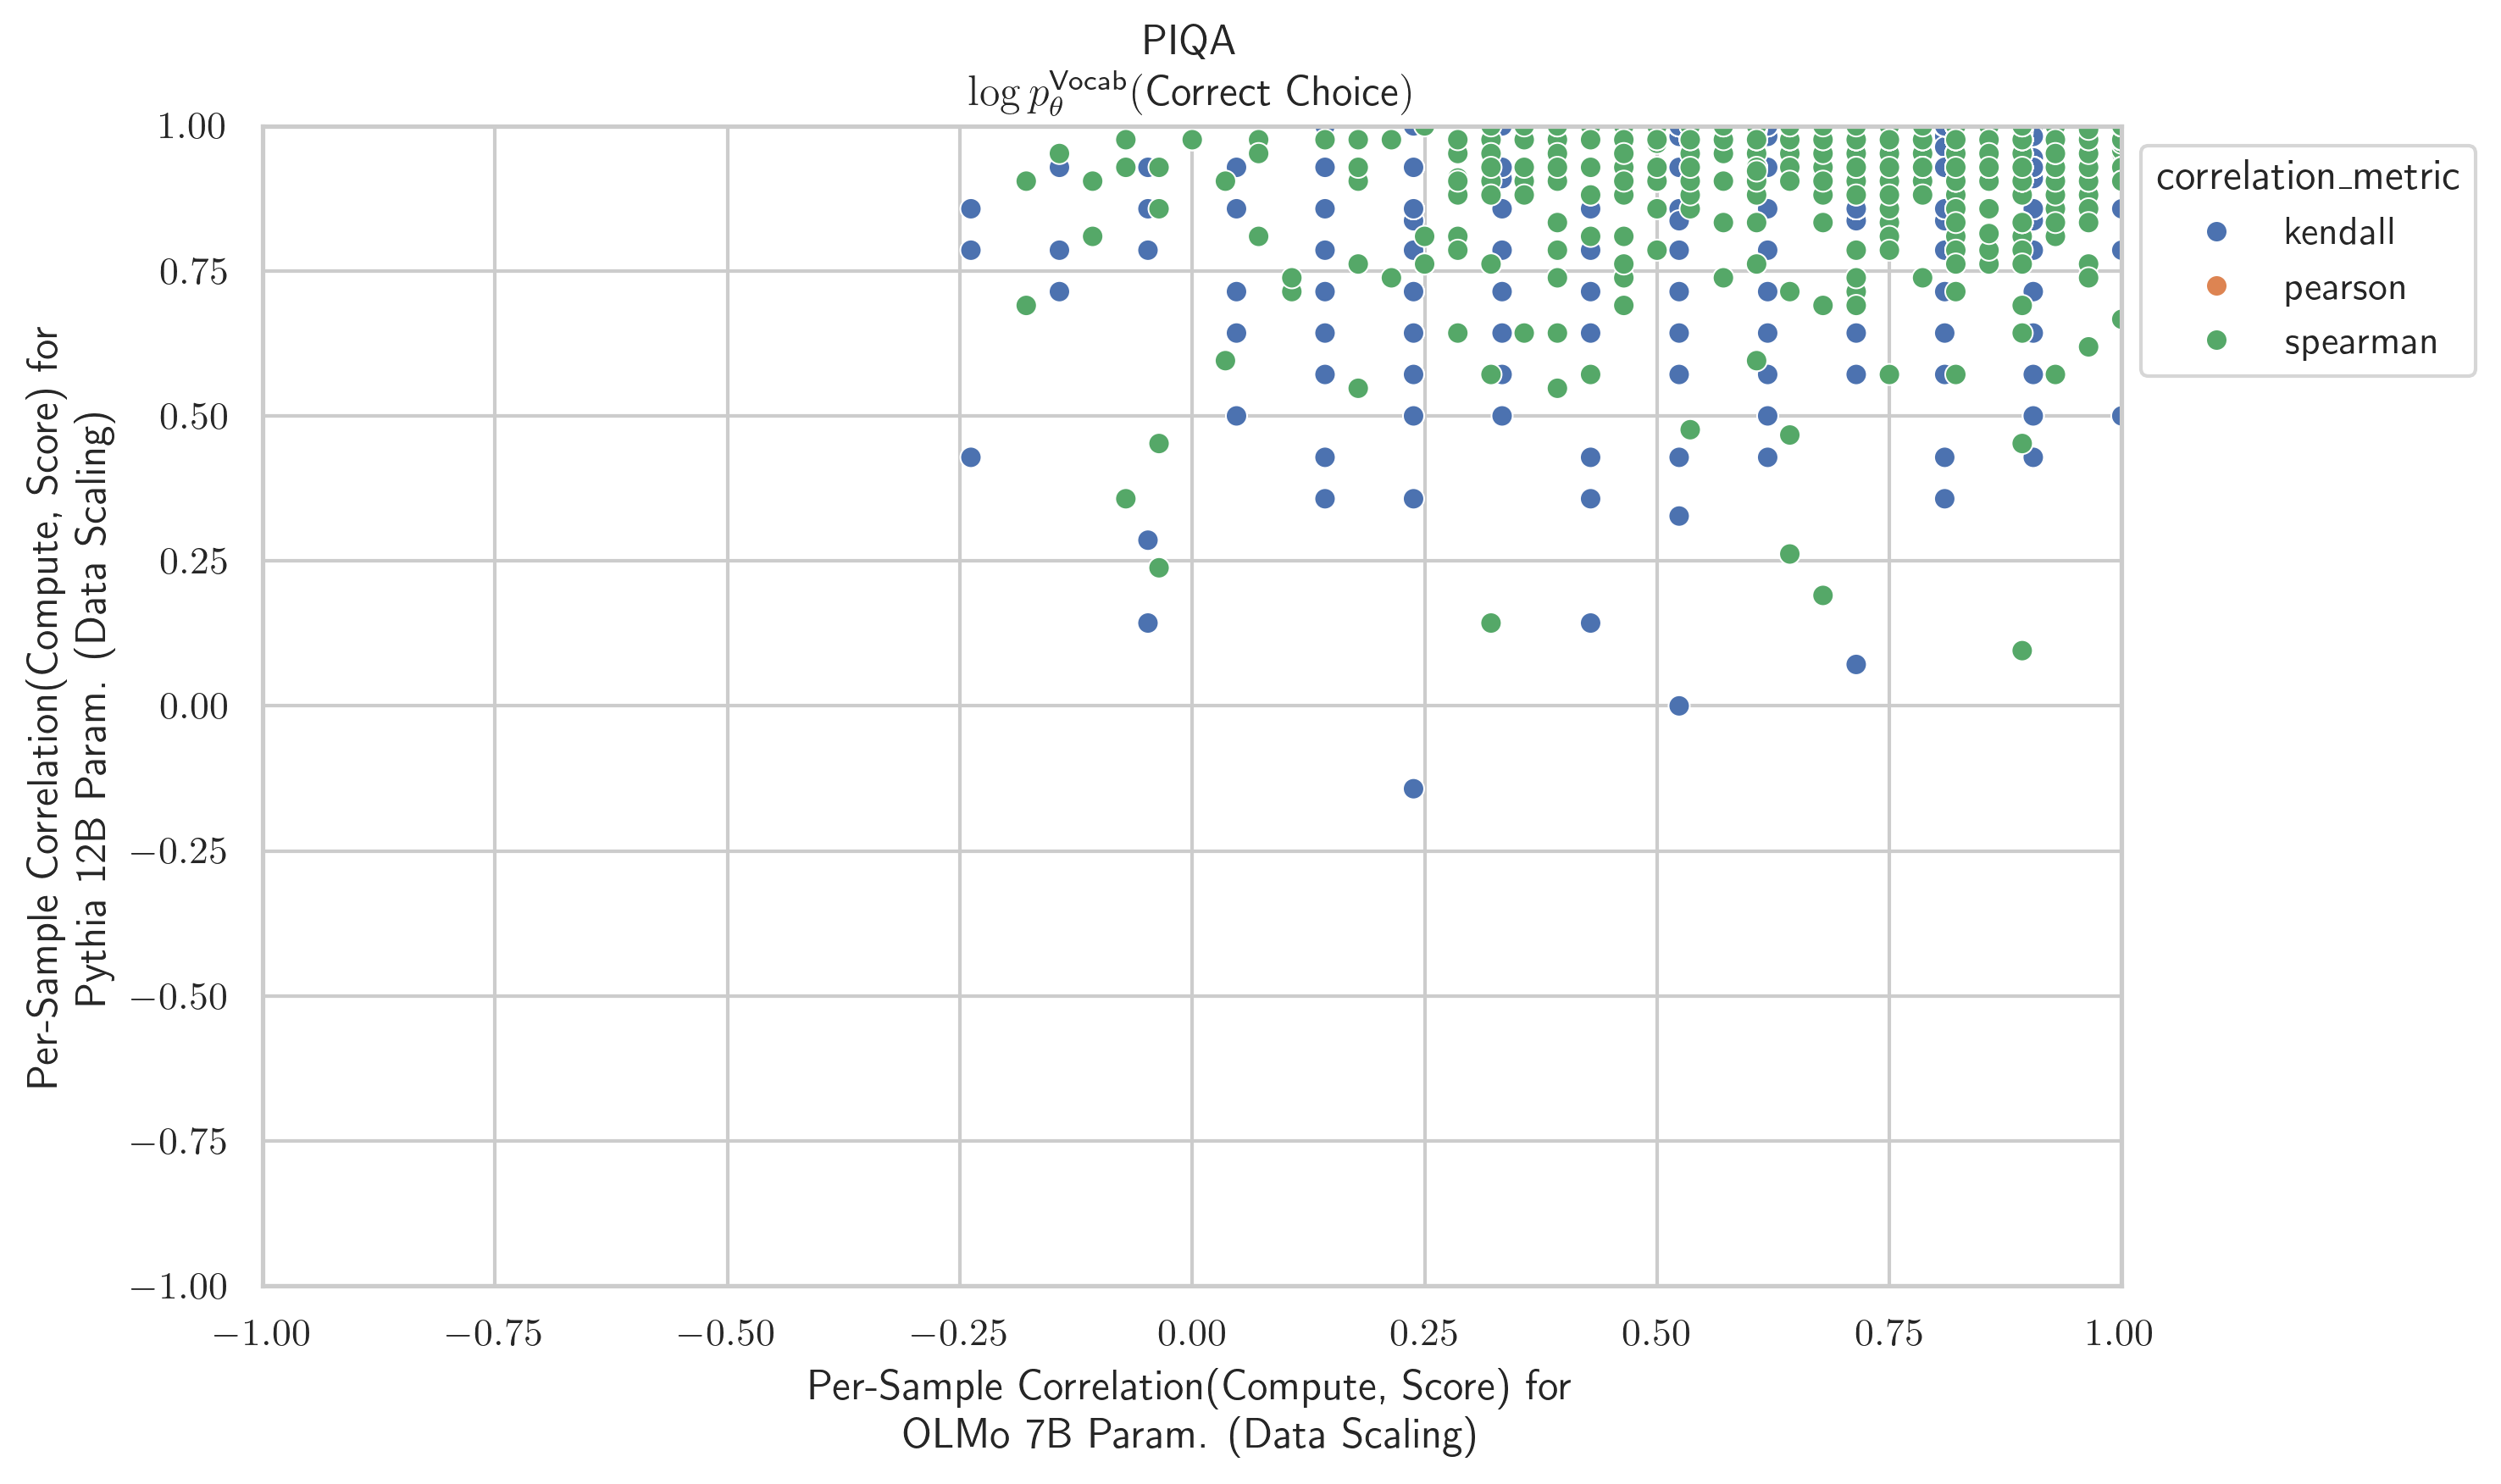 PIQA
log p_θ^Vocab(Correct Choice)
1.00
0.75
0.50
0.25
0.00
−0.25
−0.50
−0.75
−1.00
Per-Sample Correlation(Compute, Score) for
Pythia 12B Param. (Data Scaling)
−1.00
−0.75
−0.50
−0.25
0.00
0.25
0.50
0.75
1.00
Per-Sample Correlation(Compute, Score) for
OLMo 7B Param. (Data Scaling)
correlation_metric
kendall
pearson
spearman